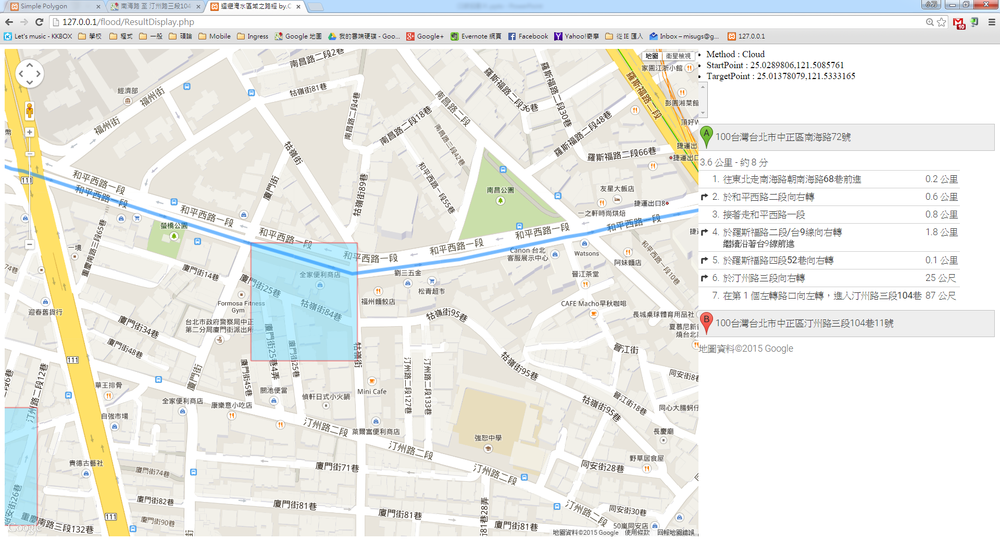 Simple Polygon
南海路 至 汀州路三段104
迴避淹水區域之路經 by.C
127.0.0.1/flood/ResultDisplay.php
10
Let's music - KKBOX
學校
程式
一般
碩論
Mobile
Ingress
Google 地圖
我的雲端硬碟 - Goo...
Google+
Evernote 網頁
Facebook
Yahoo!奇摩
從 IE 匯入
Inbox – misugs@g...
127.0.0.1
地圖
衛星檢視
南昌路二段2巷
家園江浙小館
經濟部
福州街
牯嶺街81巷
南昌路二段4巷
南昌路二段
羅斯福路二段
羅斯福路二段36巷
羅斯福路二段30巷
羅斯福路二段
彭園湘菜館
福州街
南昌路二段18巷
羅斯福路二段48巷
頂好W
幣
牯嶺街
南昌路二段42巷
羅斯福路二段66巷
捷運出
捷運出口
和平西路一段
和平西路一段
111
廈門街
牯嶺街89巷
和平西路一段55巷
南昌公園
友星大飯店
捷運出口8
和平西路一段
一之軒時尚烘焙
和平西路一段
螢橋公園
和平西路一段
和平西路一段
和平西路一段
和平西路一段
捷
一境
重慶南路三段65巷
Canon 台北
客服展示中心
Watsons
阿妹麵店
和平西路一段10巷
74巷
廈門街14巷
全家便利商店
劉三五金
晉江茶堂
廈門街25巷
松青超市
福州麵餃店
Formosa Fitness
Gym
牯嶺街84巷
牯嶺街95巷
CAFE Macho早秋咖啡
迎春舊貨行
廈門街34巷
台北市政府警察局中正
第二分局廈門街派出所
長城桌球體育用品社
夏慕尼新
燒台北
廈門街48巷
廈門街25巷4弄
廈門街25巷
牯嶺街
晉江街
段6巷
汀州路二段12巷
廈門街
廈門街45巷
汀州路二段127巷
汀州路二段133巷
牯嶺街95巷
同安街8巷
111
華王排骨
關池便當
偵軒日式小火鍋
Mini Cafe
全家便利商店
康樂意小吃店
牯嶺街95巷
晉江街18巷
同心大腸蚵仔
自強市場
汀州路二段
萊爾富便利商店
長慶廟
強恕中學
汀州路二段
貴德古藝社
廈門街74巷
廈門街71巷
汀州路二段
同安街28巷
野草居食屋
詔安街26巷
廈門街82巷
廈門街81巷
廈門街81巷
81巷28弄
汀州路二段
同安街30巷
111
廈門街90巷
重慶南路三段132巷
廈門街81巷
50嵐同安店
Google
地圖資料©2015 Google
使用條款
回報地圖錯誤
Method : Cloud
StartPoint : 25.0289806,121.5085761
TargetPoint : 25.01378079,121.5333165
A 100台灣台北市中正區南海路72號
3.6 公里 - 約 8 分
1. 往東北走南海路朝南海路68巷前進 0.2 公里
2. 於和平西路二段向右轉 0.6 公里
3. 接著走和平西路一段 0.8 公里
4. 於羅斯福路二段/台9線向右轉 1.8 公里
繼續沿著台9線前進
5. 於羅斯福路四段52巷向右轉 0.1 公里
6. 於汀州路三段向右轉 25 公尺
7. 在第 1 個左轉路口向左轉，進入汀州路三段104巷 87 公尺
B 100台灣台北市中正區汀州路三段104巷11號
地圖資料©2015 Google